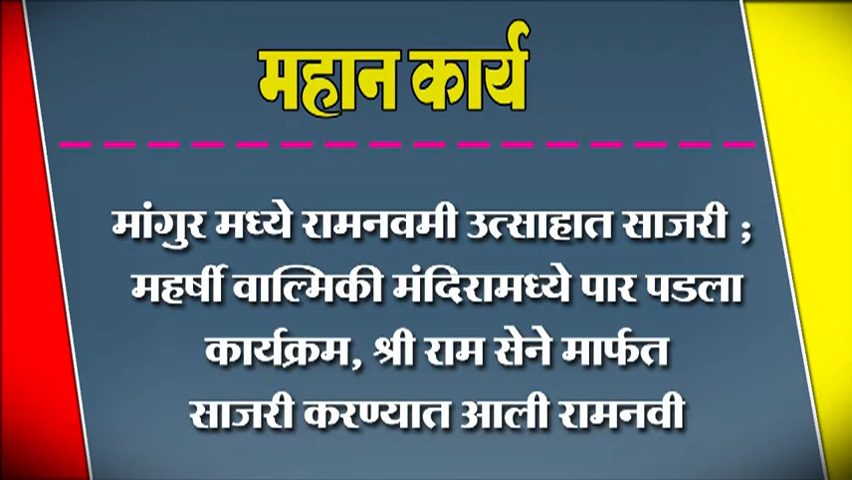 महान कार्य
मांगुर मध्ये रामनवमी उत्साहात साजरी ;
महर्षी वाल्मिकी मंदिरामध्ये पार पडला
कार्यक्रम, श्री राम सेने मार्फत
साजरी करण्यात आली रामनवी